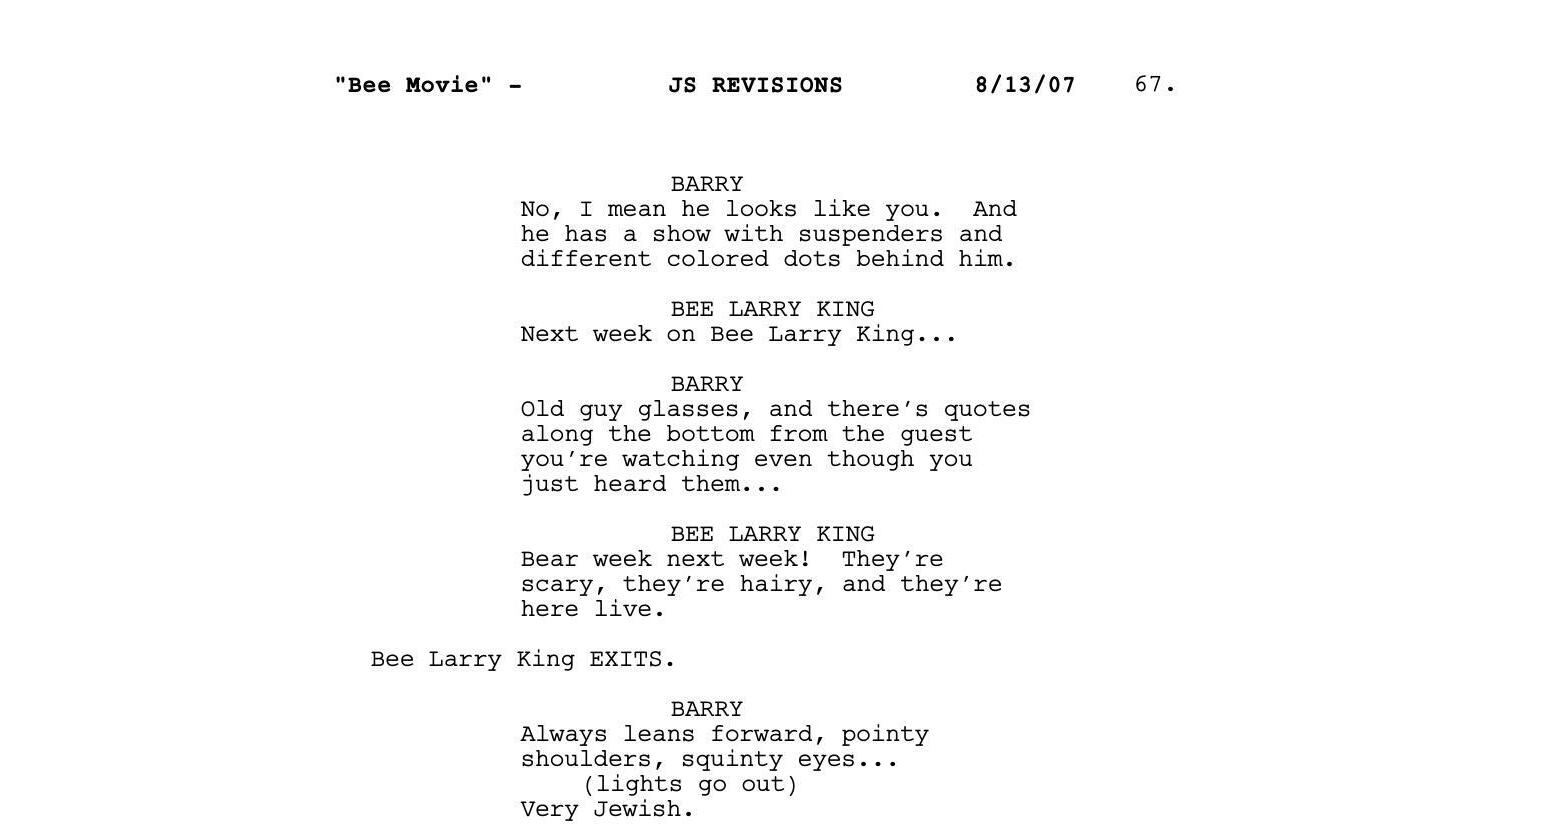 "Bee Movie" - JS REVISIONS 8/13/07 67.
BARRY
No, I mean he looks like you.  And
he has a show with suspenders and
different colored dots behind him.
BEE LARRY KING
Next week on Bee Larry King...
BARRY
Old guy glasses, and there's quotes
along the bottom from the guest
you're watching even though you
just heard them...
BEE LARRY KING
Bear week next week!  They're
scary, they're hairy, and they're
here live.
Bee Larry King EXITS.
BARRY
Always leans forward, pointy
shoulders, squinty eyes...
(lights go out)
Very Jewish.